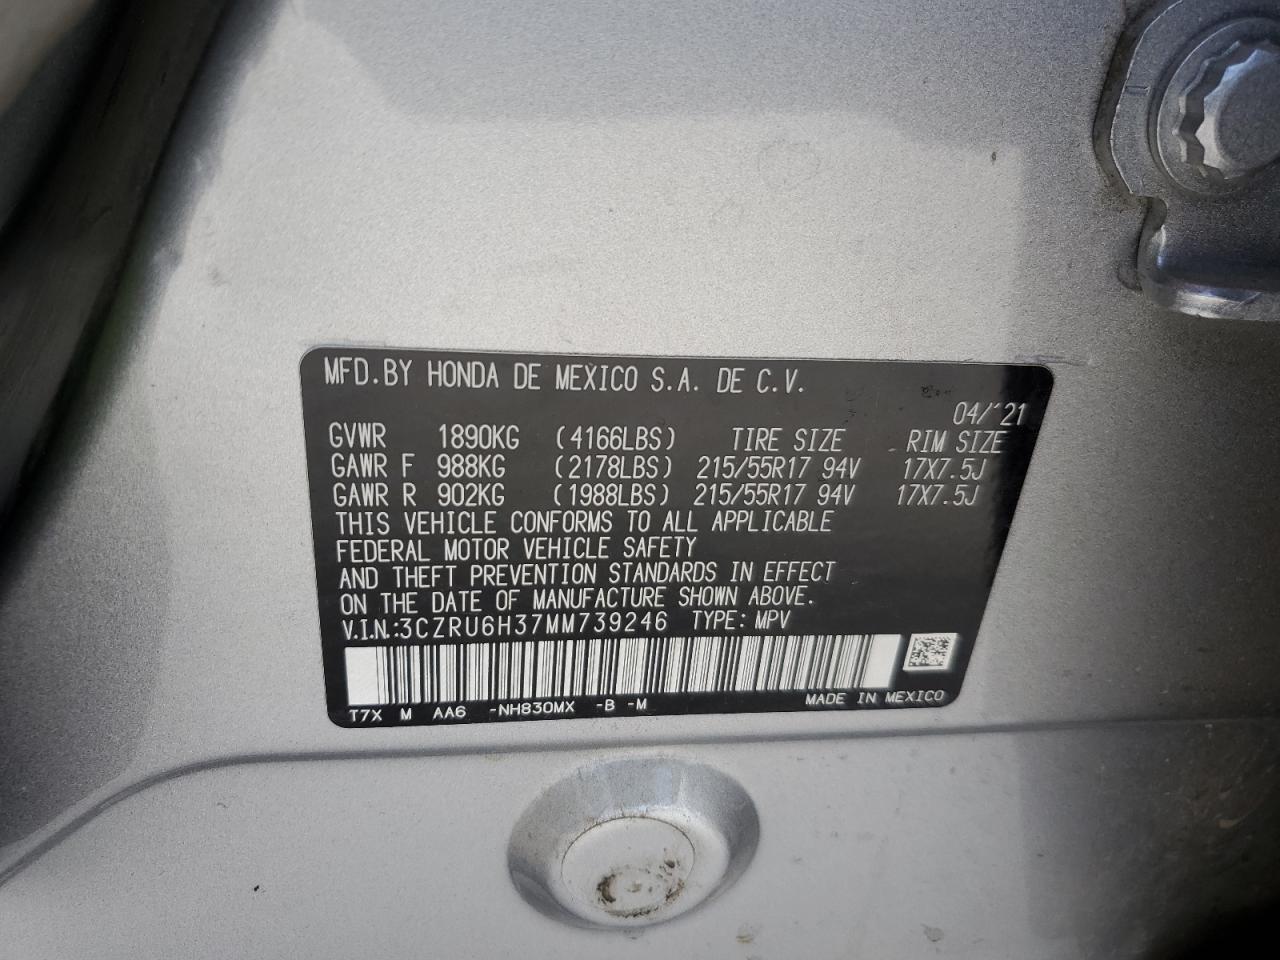 MFD.BY HONDA DE MEXICO S.A. DE C.V.
04/'21
GVWR 1890KG (4166LBS) TIRE SIZE RIM SIZE
GAWR F 988KG (2178LBS) 215/55R17 94V 17X7.5J
GAWR R 902KG (1988LBS) 215/55R17 94V 17X7.5J
THIS VEHICLE CONFORMS TO ALL APPLICABLE
FEDERAL MOTOR VEHICLE SAFETY
AND THEFT PREVENTION STANDARDS IN EFFECT
ON THE DATE OF MANUFACTURE SHOWN ABOVE.
V.I.N.:3CZRU6H37MM739246 TYPE: MPV
T7X M AA6 -NH830MX -B -M MADE IN MEXICO